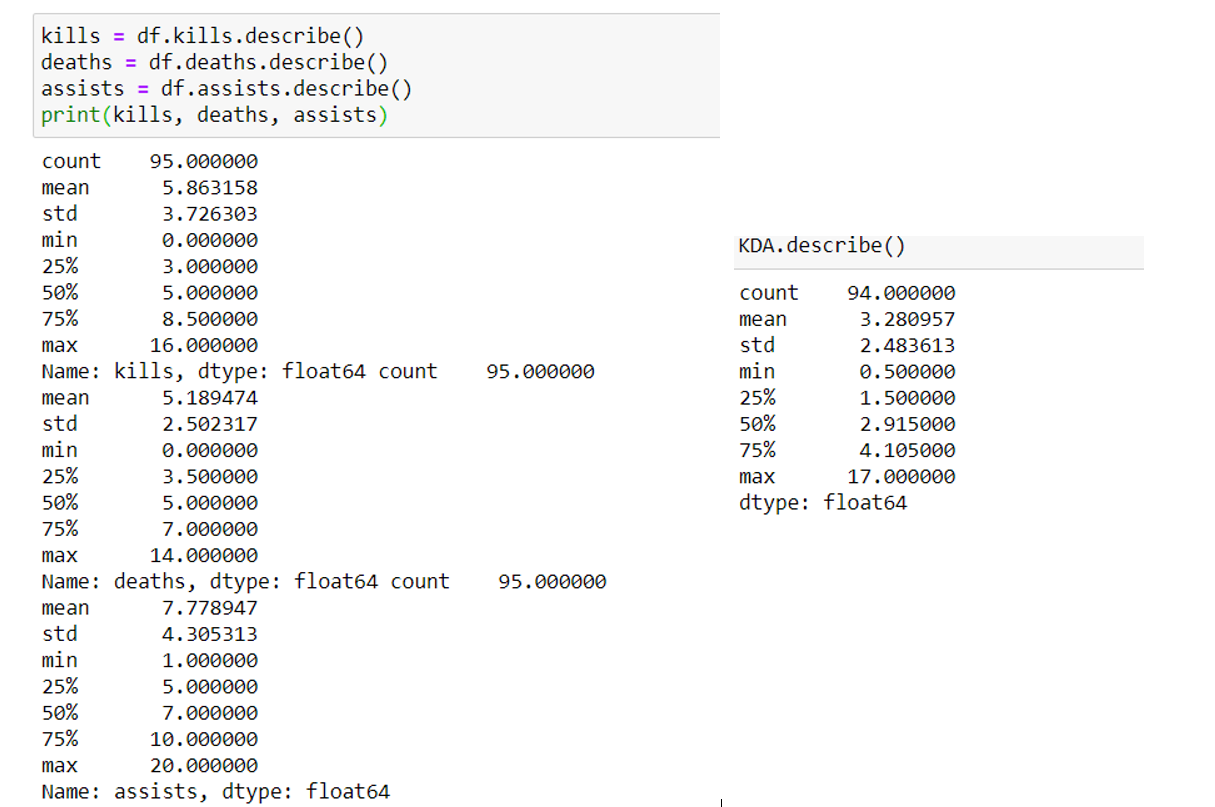 kills = df.kills.describe()
deaths = df.deaths.describe()
assists = df.assists.describe()
print(kills, deaths, assists)
count    95.000000
mean      5.863158
std       3.726303
min       0.000000
25%       3.000000
50%       5.000000
75%       8.500000
max      16.000000
Name: kills, dtype: float64 count    95.000000
mean      5.189474
std       2.502317
min       0.000000
25%       3.500000
50%       5.000000
75%       7.000000
max      14.000000
Name: deaths, dtype: float64 count    95.000000
mean      7.778947
std       4.305313
min       1.000000
25%       5.000000
50%       7.000000
75%      10.000000
max      20.000000
Name: assists, dtype: float64
KDA.describe()
count    94.000000
mean      3.280957
std       2.483613
min       0.500000
25%       1.500000
50%       2.915000
75%       4.105000
max      17.000000
dtype: float64